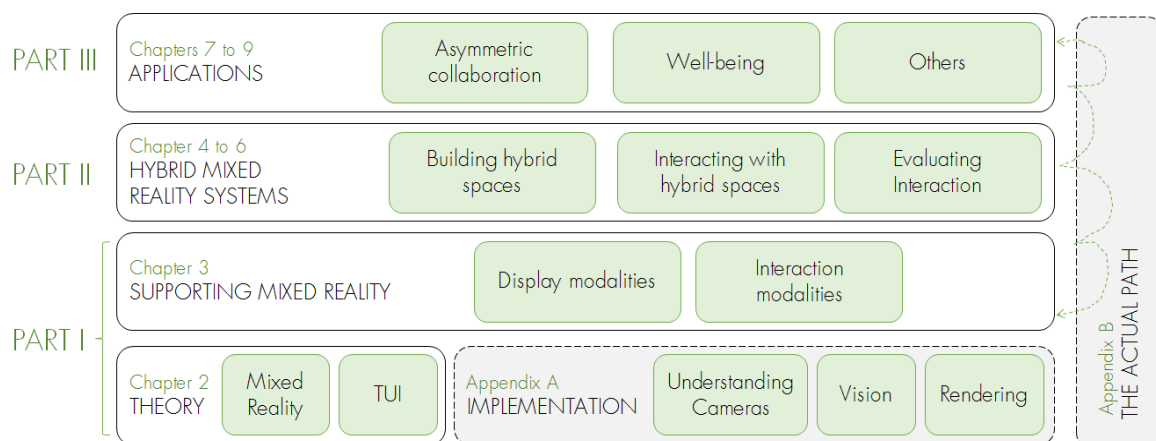 PART III
Chapters 7 to 9
APPLICATIONS
Asymmetric
collaboration
Well-being
Others
PART II
Chapter 4 to 6
HYBRID MIXED
REALITY SYSTEMS
Building hybrid
spaces
Interacting with
hybrid spaces
Evaluating
Interaction
PART I
Chapter 3
SUPPORTING MIXED REALITY
Display modalities
Interaction
modalities
Chapter 2
THEORY
Mixed
Reality
TUI
Appendix A
IMPLEMENTATION
Understanding
Cameras
Vision
Rendering
Appendix B
THE ACTUAL PATH